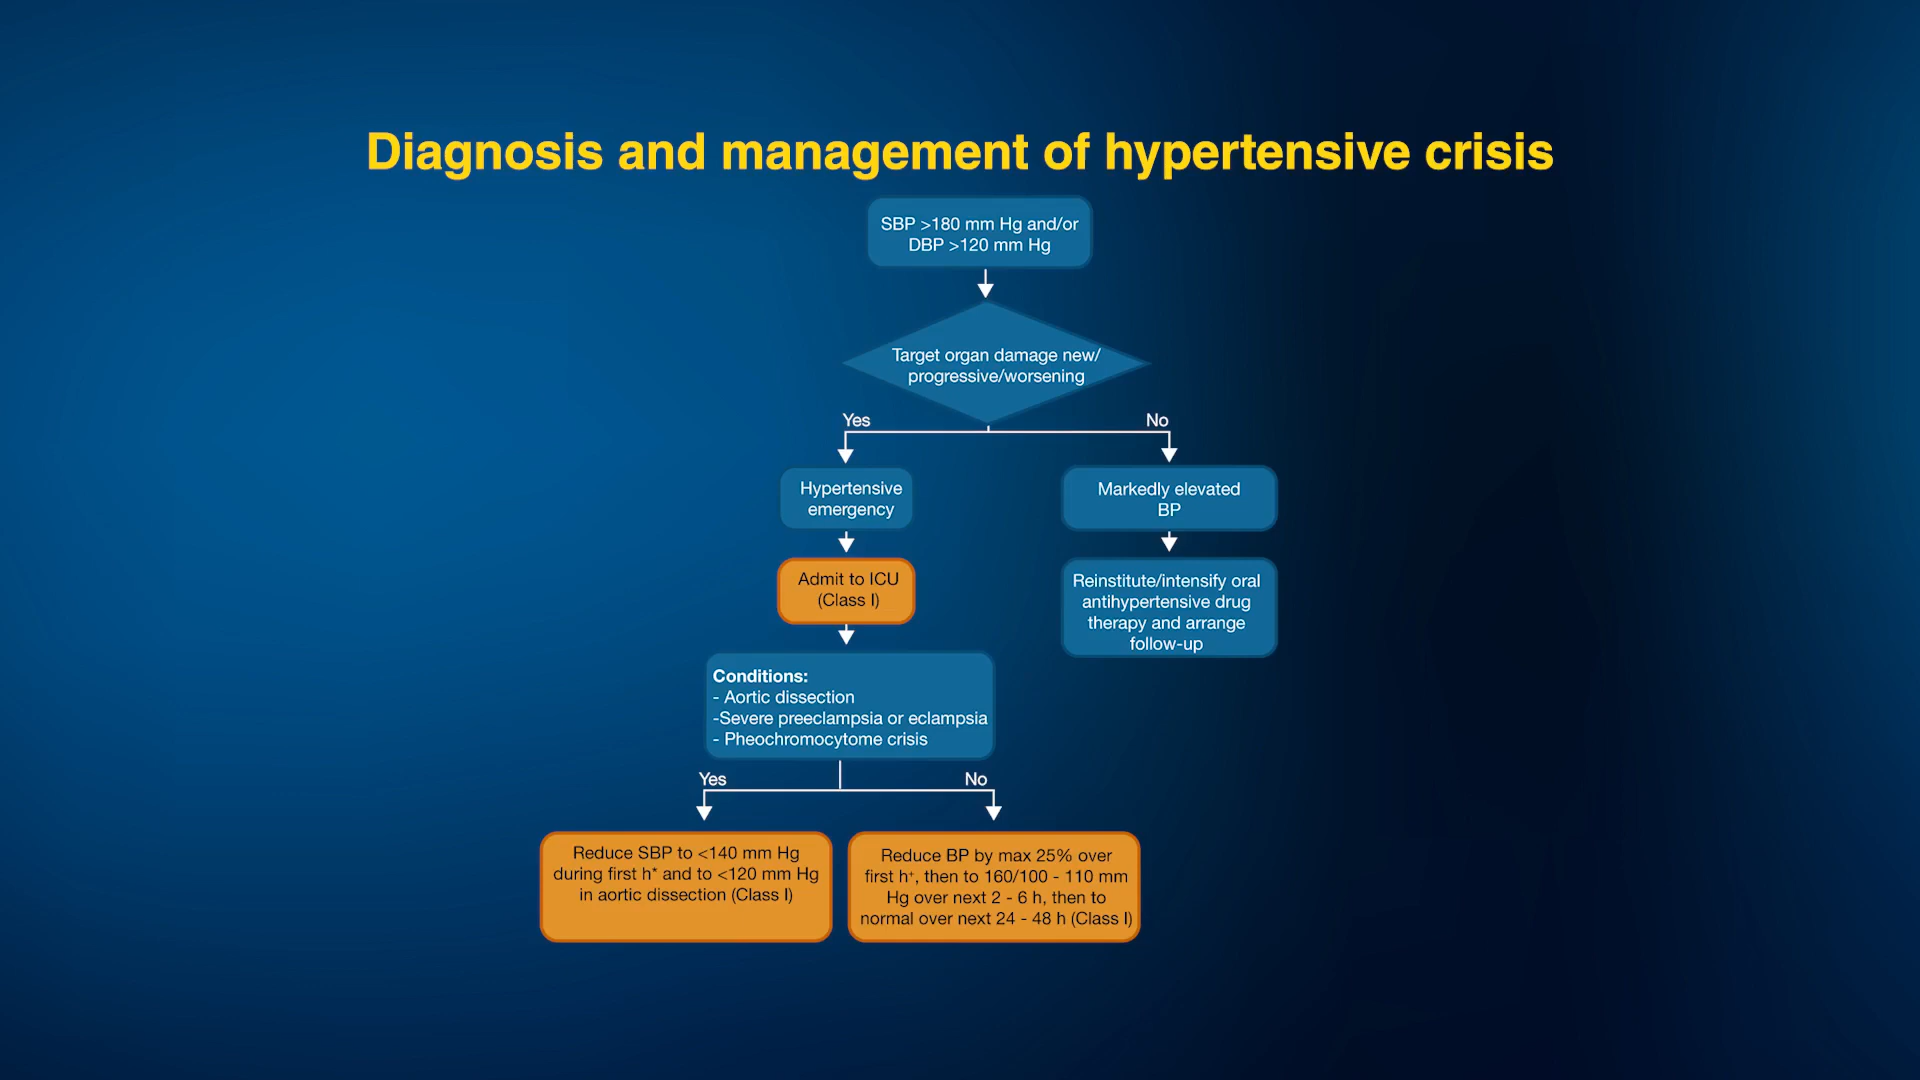 Diagnosis and management of hypertensive crisis
SBP >180 mm Hg and/or
DBP >120 mm Hg
Target organ damage new/
progressive/worsening
Yes
No
Hypertensive
emergency
Markedly elevated
BP
Admit to ICU
(Class I)
Reinstitute/intensify oral
antihypertensive drug
therapy and arrange
follow-up
Conditions:
- Aortic dissection
-Severe preeclampsia or eclampsia
- Pheochromocytome crisis
Yes
No
Reduce SBP to <140 mm Hg
during first h* and to <120 mm Hg
in aortic dissection (Class I)
Reduce BP by max 25% over
first h⁺, then to 160/100 - 110 mm
Hg over next 2 - 6 h, then to
normal over next 24 - 48 h (Class I)